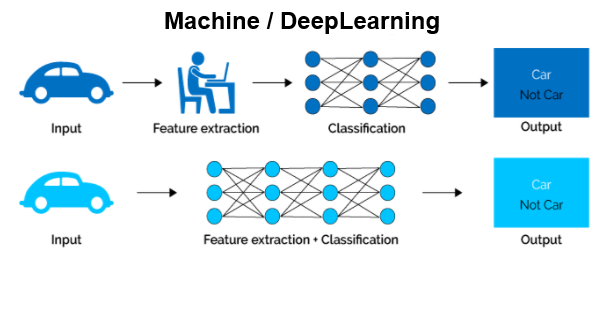 Machine / DeepLearning
Car
Not Car
Input
Feature extraction
Classification
Output
Car
Not Car
Input
Feature extraction + Classification
Output